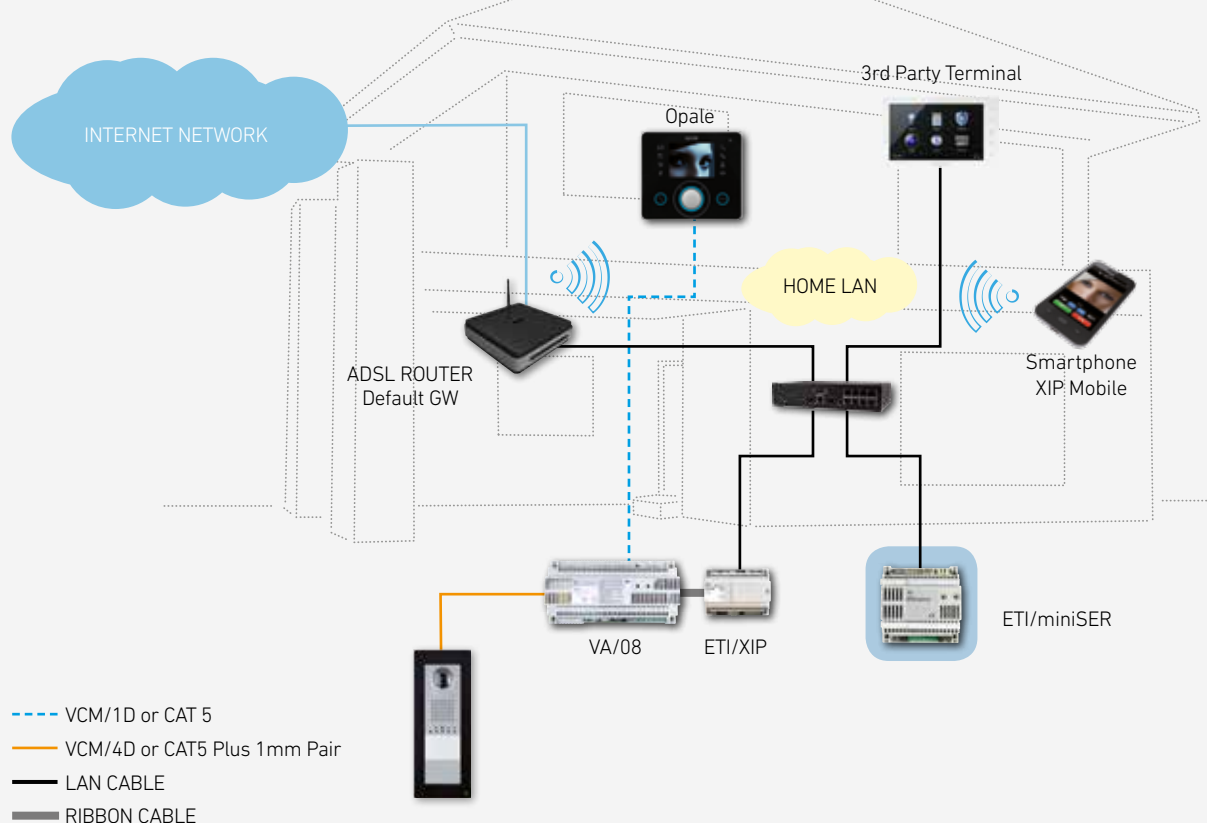 3rd Party Terminal
Opale
INTERNET NETWORK
HOME LAN
ADSL ROUTER
Default GW
Smartphone
XIP Mobile
ETI/miniSER
VA/08
ETI/XIP
VCM/1D or CAT 5
VCM/4D or CAT5 Plus 1mm Pair
LAN CABLE
RIBBON CABLE